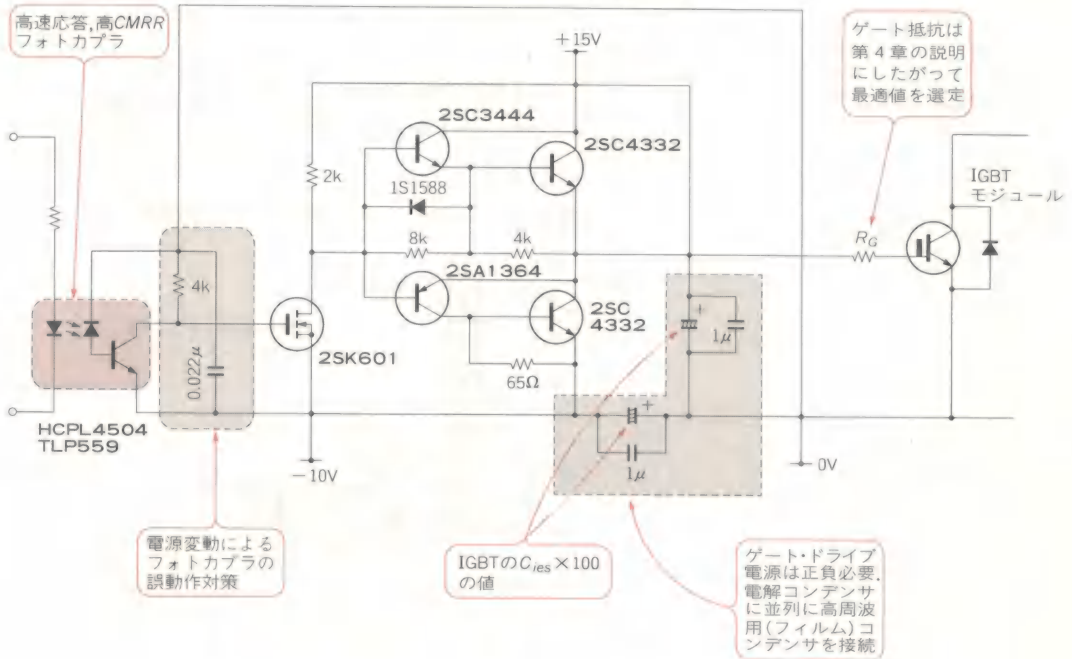 高速応答,高CMRR
フォトカプラ
+15V
ゲート抵抗は
第4章の説明
にしたがって
最適値を選定
2SC3444
2SC4332
2k
1S1588
IGBT
モジュール
R_G
8k
4k
4k
2SA1364
2SC
4332
2SK601
+
1μ
0.022μ
65Ω
HCPL4504
TLP559
+
−10V
1μ
0V
電源変動による
フォトカプラの
誤動作対策
IGBTのC_ies×100
の値
ゲート・ドライブ
電源は正負必要.
電解コンデンサ
に並列に高周波
用(フィルム)コ
ンデンサを接続